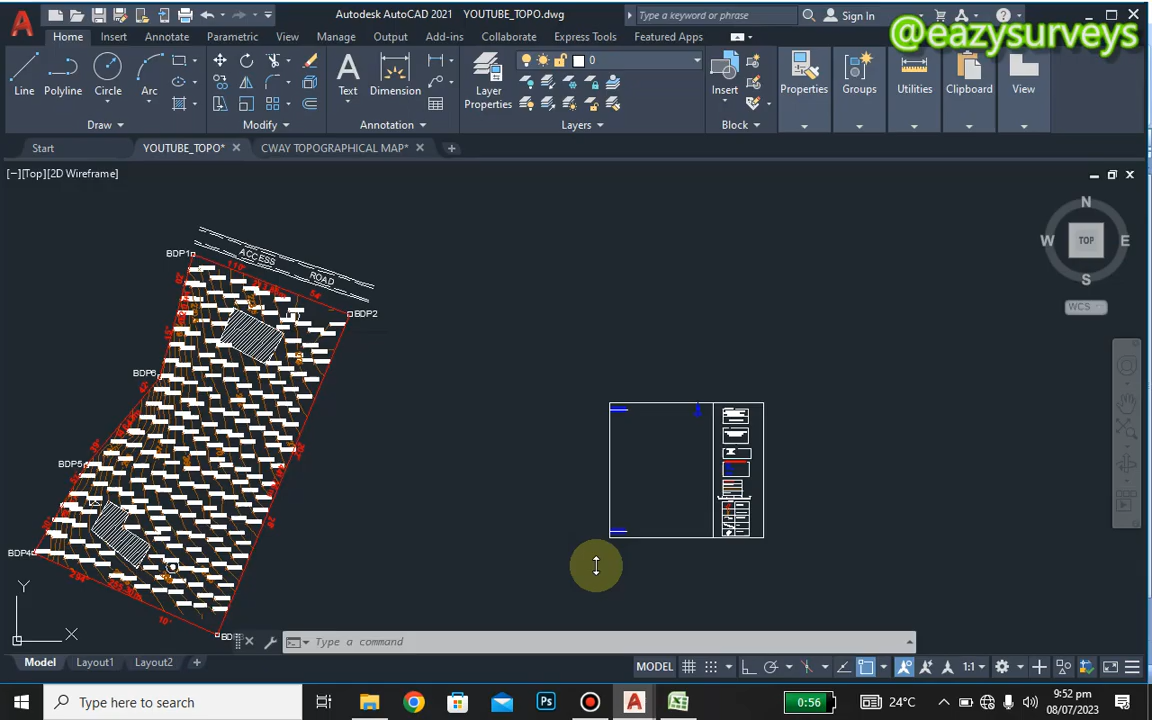 Autodesk AutoCAD 2021 YOUTUBE_TOPO.dwg
Type a keyword or phrase
Sign In
@eazysurveys
Home Insert Annotate Parametric View Manage Output Add-ins Collaborate Express Tools Featured Apps
0
Line Polyline Circle Arc Text Dimension Layer Properties Insert Properties Groups Utilities Clipboard View
Draw Modify Annotation Layers Block
Start YOUTUBE_TOPO* CWAY TOPOGRAPHICAL MAP*
[−][Top][2D Wireframe]
N
W TOP E
S
WCS
ACCESS ROAD
BDP1
BDP2
BDP6
BDP5
BDP4
Y
X
Type a command
Model Layout1 Layout2
MODEL
1:1
Type here to search
Ps
0:56
24°C
9:52 pm
08/07/2023